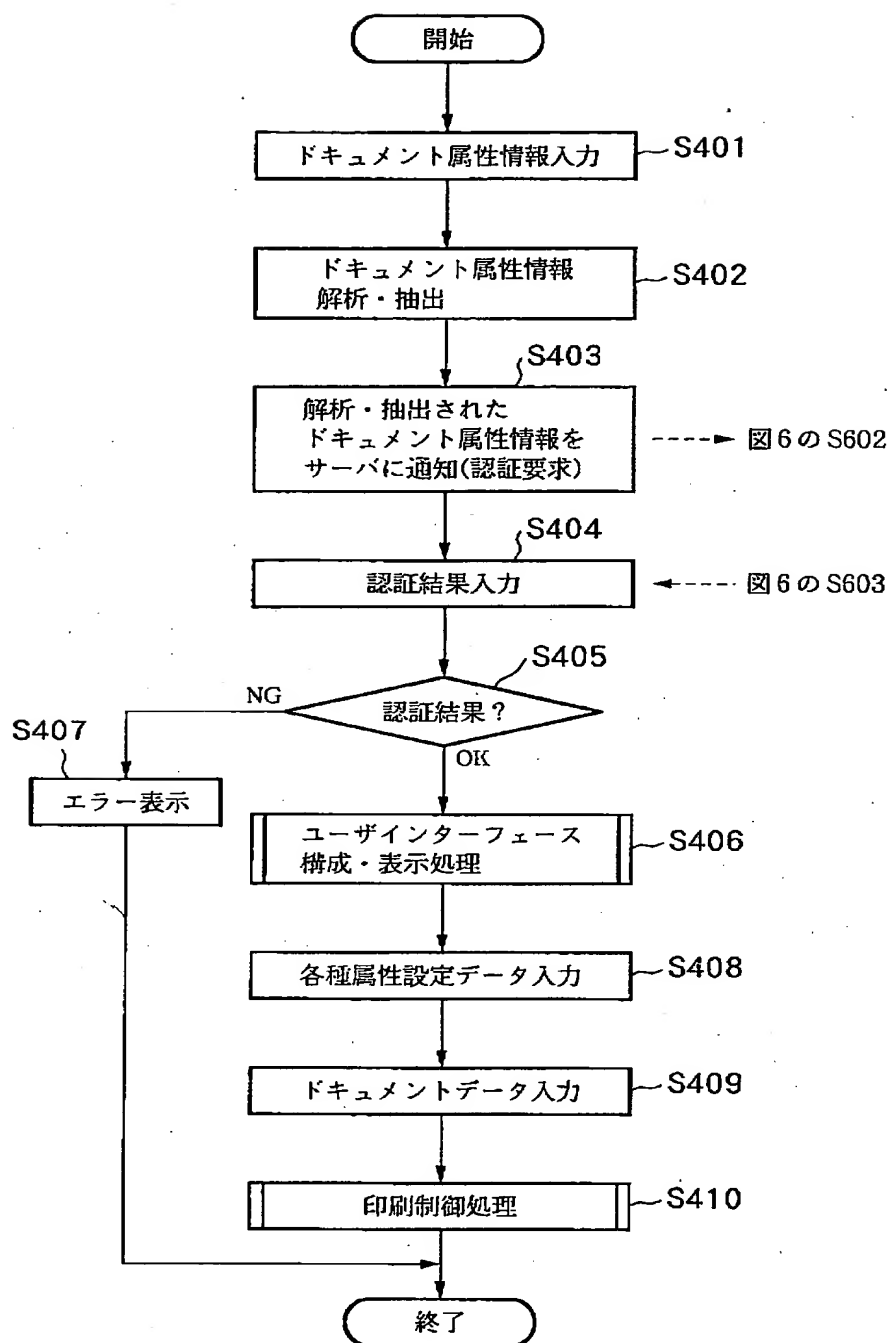 開始
ドキュメント属性情報入力
S401
ドキュメント属性情報
解析・抽出
S402
S403
解析・抽出された
ドキュメント属性情報を
サーバに通知(認証要求)
図6のS602
S404
認証結果入力
図6のS603
S405
NG
認証結果?
OK
S407
エラー表示
ユーザインターフェース
構成・表示処理
S406
各種属性設定データ入力
S408
ドキュメントデータ入力
S409
印刷制御処理
S410
終了